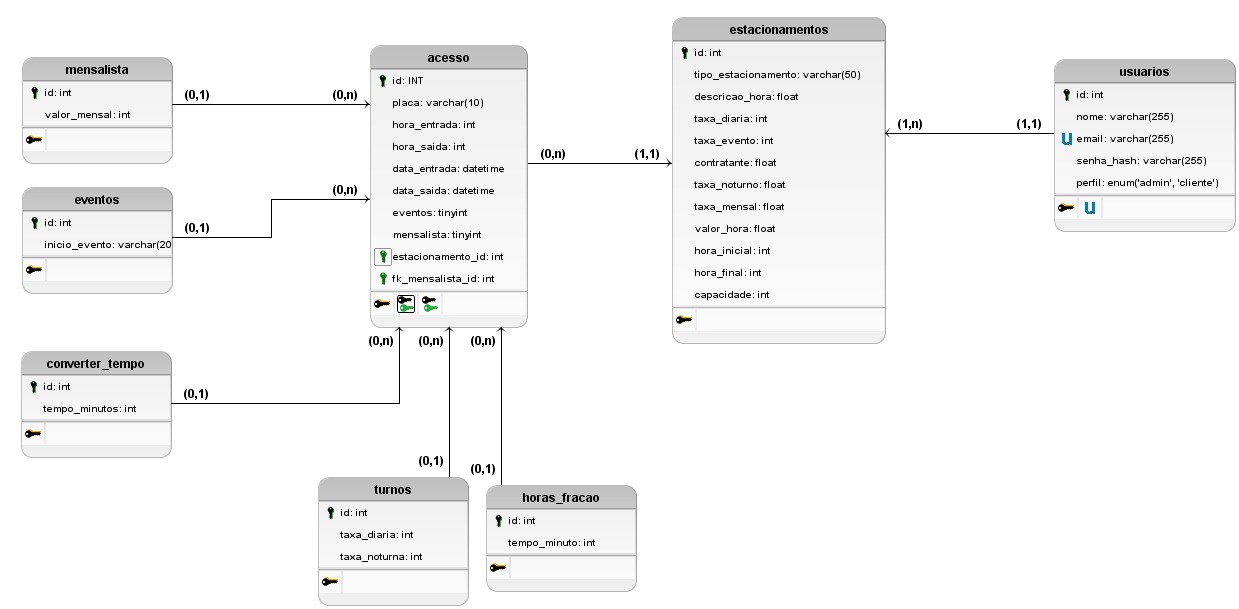 mensalista
id: int
valor_mensal: int
(0,1)
(0,n)
eventos
id: int
inicio_evento: varchar(20
(0,1)
(0,n)
converter_tempo
id: int
tempo_minutos: int
(0,1)
(0,n)
acesso
id: INT
placa: varchar(10)
hora_entrada: int
hora_saida: int
data_entrada: datetime
data_saida: datetime
eventos: tinyint
mensalista: tinyint
estacionamento_id: int
fk_mensalista_id: int
(0,n)
(0,n)
(0,1)
(0,1)
turnos
id: int
taxa_diaria: int
taxa_noturna: int
horas_fracao
id: int
tempo_minuto: int
(0,n)
(1,1)
estacionamentos
id: int
tipo_estacionamento: varchar(50)
descricao_hora: float
taxa_diaria: int
taxa_evento: int
contratante: float
taxa_noturno: float
taxa_mensal: float
valor_hora: float
hora_inicial: int
hora_final: int
capacidade: int
(1,n)
(1,1)
usuarios
id: int
nome: varchar(255)
U email: varchar(255)
senha_hash: varchar(255)
perfil: enum('admin', 'cliente')
U